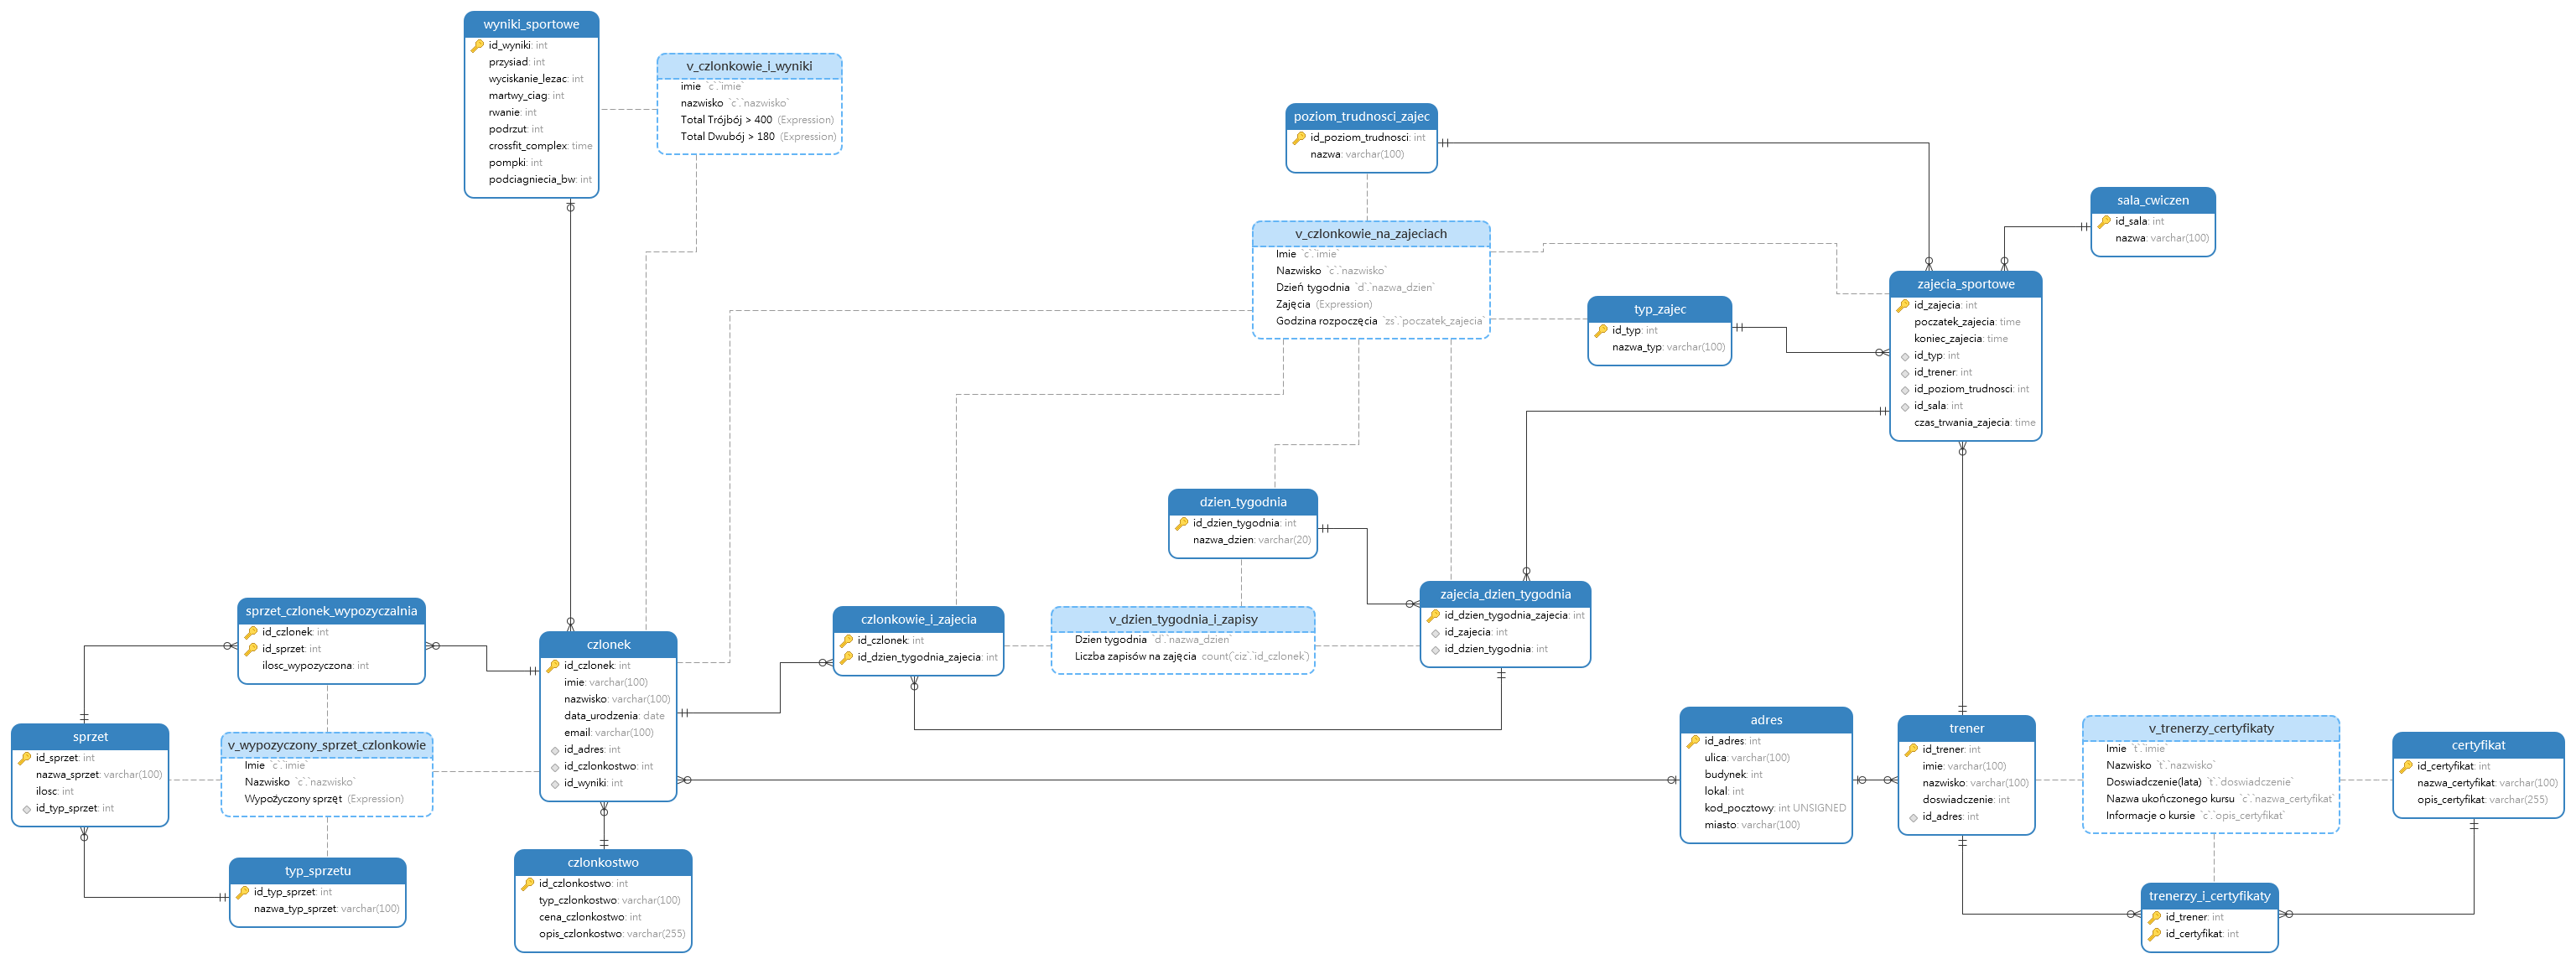 wyniki_sportowe
id_wyniki: int
przysiad: int
wyciskanie_lezac: int
martwy_ciag: int
rwanie: int
podrzut: int
crossfit_complex: time
pompki: int
podciagniecia_bw: int
v_czlonkowie_i_wyniki
imie `c`.`imie`
nazwisko `c`.`nazwisko`
Total Trójbój > 400 (Expression)
Total Dwubój > 180 (Expression)
poziom_trudnosci_zajec
id_poziom_trudnosci: int
nazwa: varchar(100)
sala_cwiczen
id_sala: int
nazwa: varchar(100)
v_czlonkowie_na_zajeciach
Imie `c`.`imie`
Nazwisko `c`.`nazwisko`
Dzień tygodnia `d`.`nazwa_dzien`
Zajęcia (Expression)
Godzina rozpoczęcia `zs`.`poczatek_zajecia`
typ_zajec
id_typ: int
nazwa_typ: varchar(100)
zajecia_sportowe
id_zajecia: int
poczatek_zajecia: time
koniec_zajecia: time
id_typ: int
id_trener: int
id_poziom_trudnosci: int
id_sala: int
czas_trwania_zajecia: time
dzien_tygodnia
id_dzien_tygodnia: int
nazwa_dzien: varchar(20)
zajecia_dzien_tygodnia
id_dzien_tygodnia_zajecia: int
id_zajecia: int
id_dzien_tygodnia: int
sprzet_czlonek_wypozyczalnia
id_czlonek: int
id_sprzet: int
ilosc_wypozyczona: int
czlonek
id_czlonek: int
imie: varchar(100)
nazwisko: varchar(100)
data_urodzenia: date
email: varchar(100)
id_adres: int
id_czlonkostwo: int
id_wyniki: int
czlonkowie_i_zajecia
id_czlonek: int
id_dzien_tygodnia_zajecia: int
v_dzien_tygodnia_i_zapisy
Dzien tygodnia `d`.`nazwa_dzien`
Liczba zapisów na zajęcia count(`ciz`.`id_czlonek`)
sprzet
id_sprzet: int
nazwa_sprzet: varchar(100)
ilosc: int
id_typ_sprzet: int
v_wypozyczony_sprzet_czlonkowie
Imie `c`.`imie`
Nazwisko `c`.`nazwisko`
Wypożyczony sprzęt (Expression)
typ_sprzetu
id_typ_sprzet: int
nazwa_typ_sprzet: varchar(100)
czlonkostwo
id_czlonkostwo: int
typ_czlonkostwo: varchar(100)
cena_czlonkostwo: int
opis_czlonkostwo: varchar(255)
adres
id_adres: int
ulica: varchar(100)
budynek: int
lokal: int
kod_pocztowy: int UNSIGNED
miasto: varchar(100)
trener
id_trener: int
imie: varchar(100)
nazwisko: varchar(100)
doswiadczenie: int
id_adres: int
v_trenerzy_certyfikaty
Imie `t`.`imie`
Nazwisko `t`.`nazwisko`
Doswiadczenie(lata) `t`.`doswiadczenie`
Nazwa ukończonego kursu `c`.`nazwa_certyfikat`
Informacje o kursie `c`.`opis_certyfikat`
certyfikat
id_certyfikat: int
nazwa_certyfikat: varchar(100)
opis_certyfikat: varchar(255)
trenerzy_i_certyfikaty
id_trener: int
id_certyfikat: int